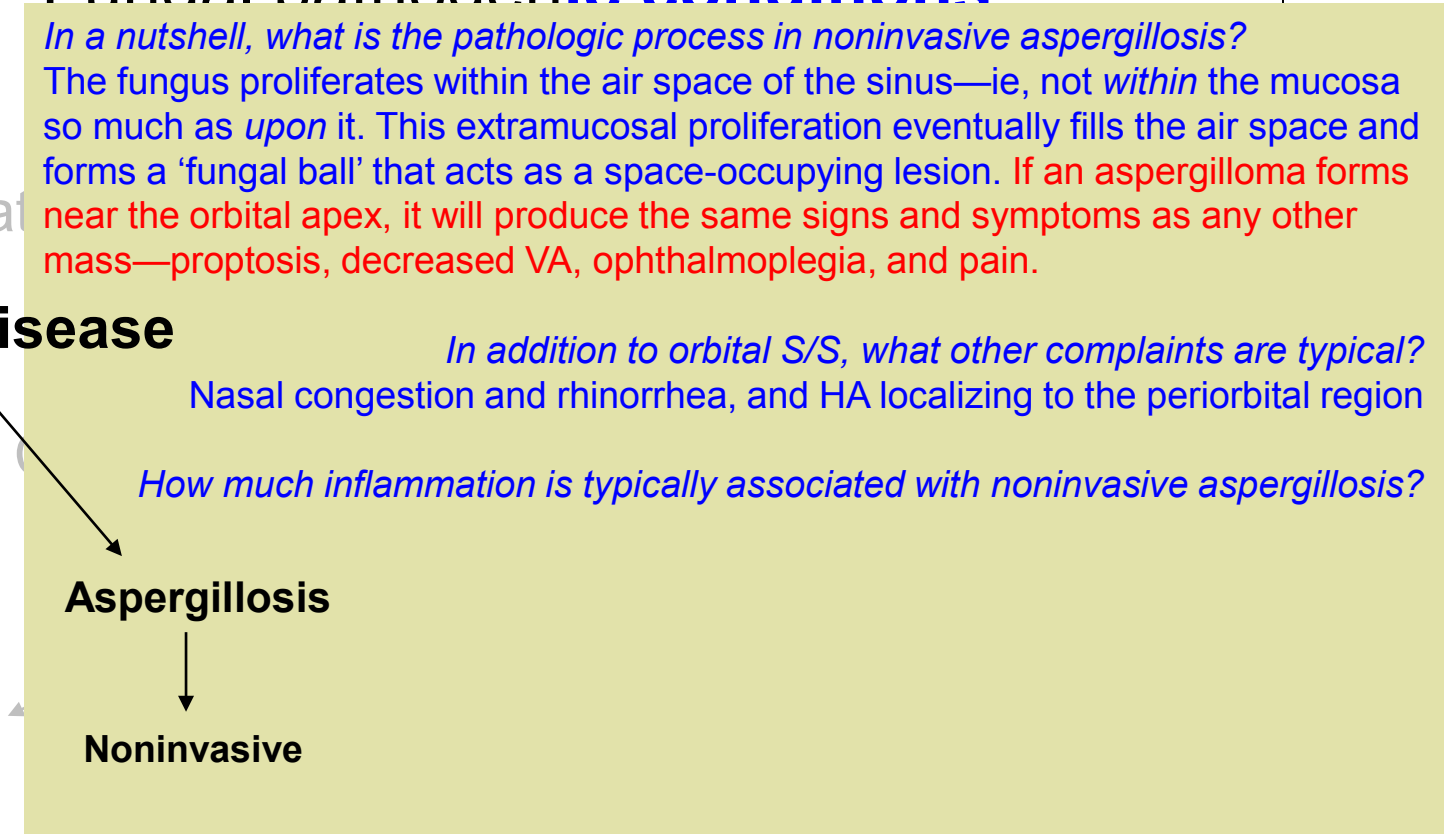 In a nutshell, what is the pathologic process in noninvasive aspergillosis?
The fungus proliferates within the air space of the sinus—ie, not within the mucosa
so much as upon it. This extramucosal proliferation eventually fills the air space and
forms a ‘fungal ball’ that acts as a space-occupying lesion. If an aspergilloma forms
near the orbital apex, it will produce the same signs and symptoms as any other
mass—proptosis, decreased VA, ophthalmoplegia, and pain.
isease
In addition to orbital S/S, what other complaints are typical?
Nasal congestion and rhinorrhea, and HA localizing to the periorbital region
How much inflammation is typically associated with noninvasive aspergillosis?
Aspergillosis
Noninvasive